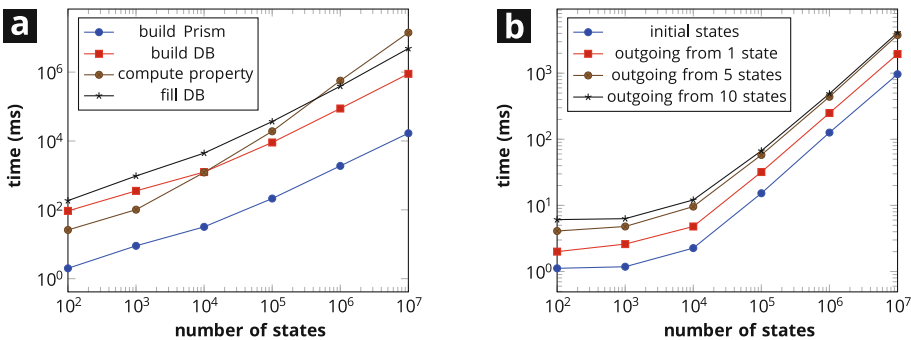 a
build Prism
build DB
compute property
fill DB
time (ms)
10^6
10^4
10^2
10^0
10^2 10^3 10^4 10^5 10^6 10^7
number of states
b
initial states
outgoing from 1 state
outgoing from 5 states
outgoing from 10 states
time (ms)
10^3
10^2
10^1
10^0
10^2 10^3 10^4 10^5 10^6 10^7
number of states